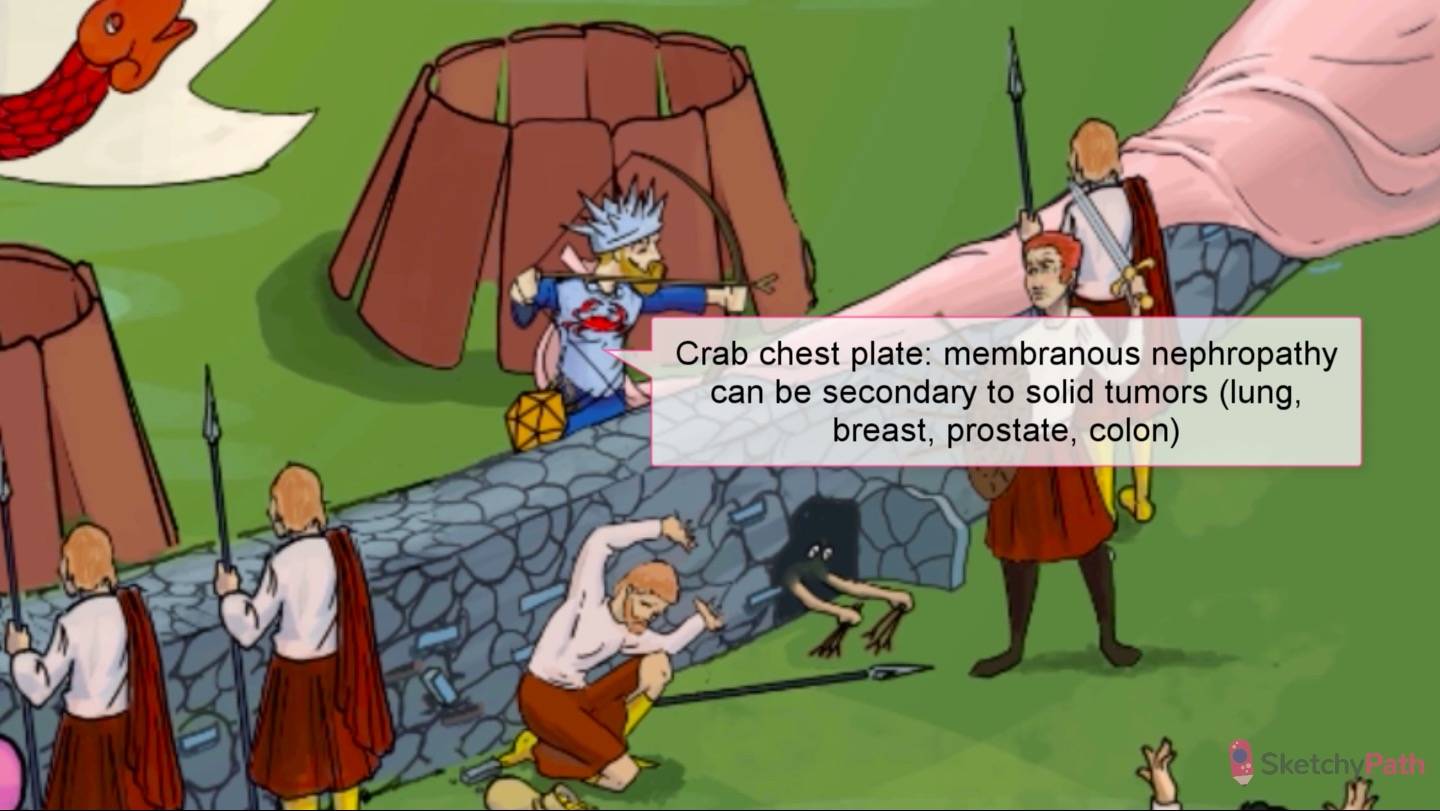 Crab chest plate: membranous nephropathy
can be secondary to solid tumors (lung,
breast, prostate, colon)
SketchyPath